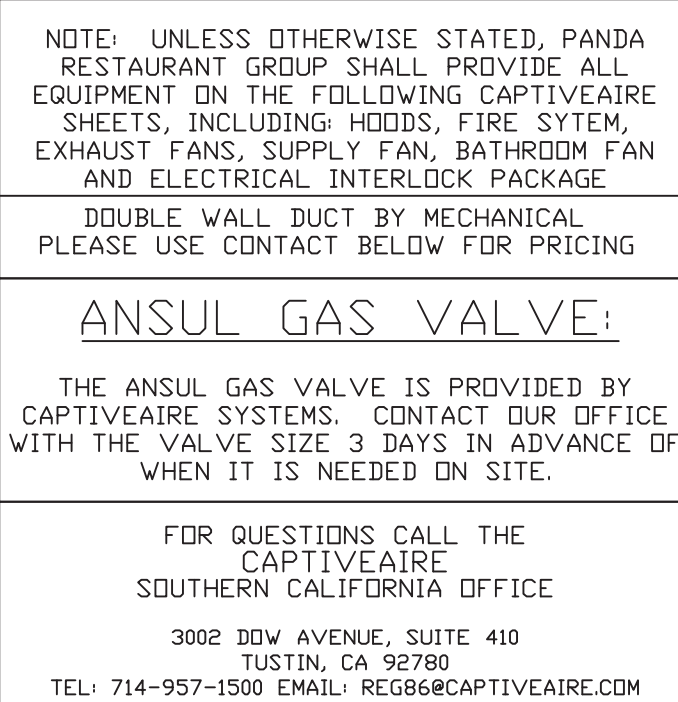 NOTE: UNLESS OTHERWISE STATED, PANDA
RESTAURANT GROUP SHALL PROVIDE ALL
EQUIPMENT ON THE FOLLOWING CAPTIVEAIRE
SHEETS, INCLUDING: HOODS, FIRE SYTEM,
EXHAUST FANS, SUPPLY FAN, BATHROOM FAN
AND ELECTRICAL INTERLOCK PACKAGE
DOUBLE WALL DUCT BY MECHANICAL
PLEASE USE CONTACT BELOW FOR PRICING
ANSUL GAS VALVE:
THE ANSUL GAS VALVE IS PROVIDED BY
CAPTIVEAIRE SYSTEMS. CONTACT OUR OFFICE
WITH THE VALVE SIZE 3 DAYS IN ADVANCE OF
WHEN IT IS NEEDED ON SITE.
FOR QUESTIONS CALL THE
CAPTIVEAIRE
SOUTHERN CALIFORNIA OFFICE
3002 DOW AVENUE, SUITE 410
TUSTIN, CA 92780
TEL: 714-957-1500 EMAIL: REG86@CAPTIVEAIRE.COM